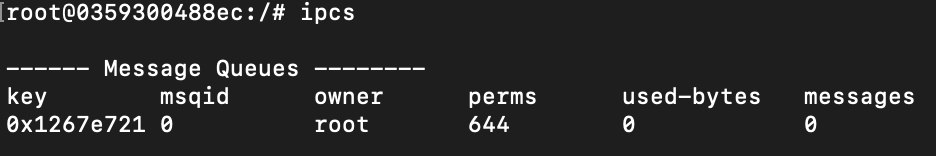 [root@0359300488ec:/# ipcs
------ Message Queues --------
key msqid owner perms used-bytes messages
0x1267e721 0 root 644 0 0